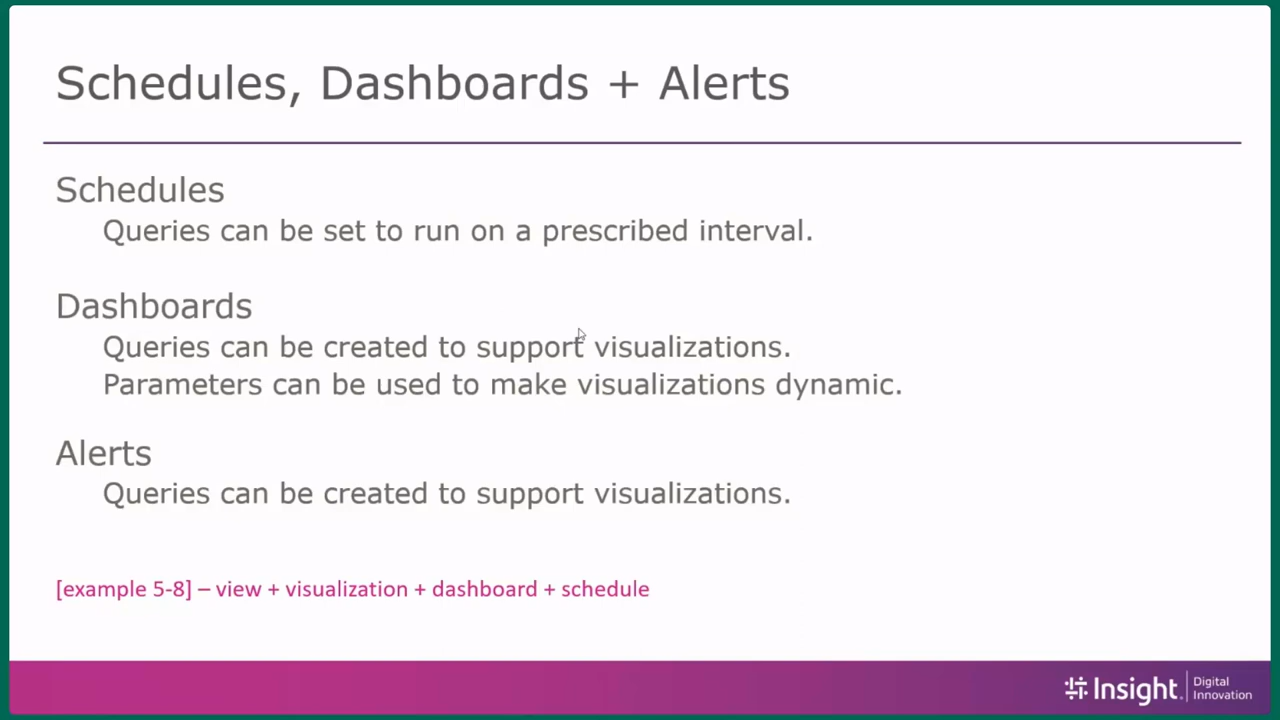 Schedules, Dashboards + Alerts
Schedules
Queries can be set to run on a prescribed interval.
Dashboards
Queries can be created to support visualizations.
Parameters can be used to make visualizations dynamic.
Alerts
Queries can be created to support visualizations.
[example 5-8] – view + visualization + dashboard + schedule
Insight. Digital
Innovation